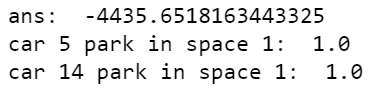 ans:  -4435.6518163443325
car 5 park in space 1:  1.0
car 14 park in space 1:  1.0